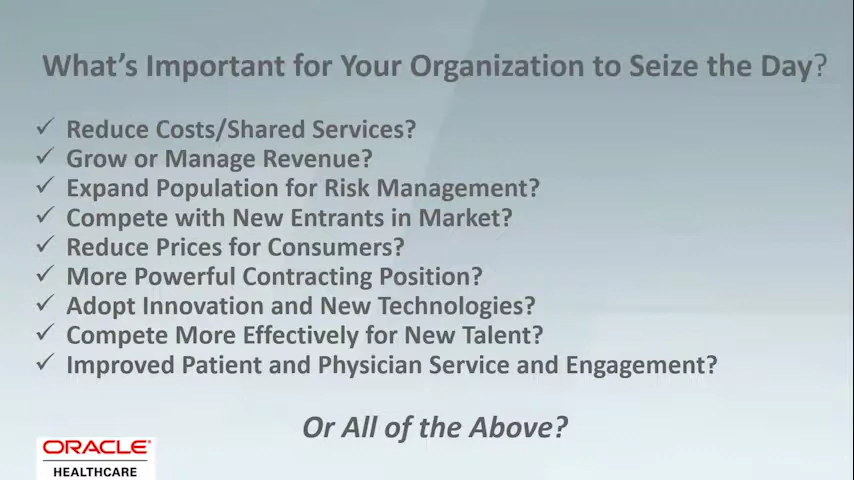 What's Important for Your Organization to Seize the Day?
✓ Reduce Costs/Shared Services?
✓ Grow or Manage Revenue?
✓ Expand Population for Risk Management?
✓ Compete with New Entrants in Market?
✓ Reduce Prices for Consumers?
✓ More Powerful Contracting Position?
✓ Adopt Innovation and New Technologies?
✓ Compete More Effectively for New Talent?
✓ Improved Patient and Physician Service and Engagement?
Or All of the Above?
ORACLE®
HEALTHCARE